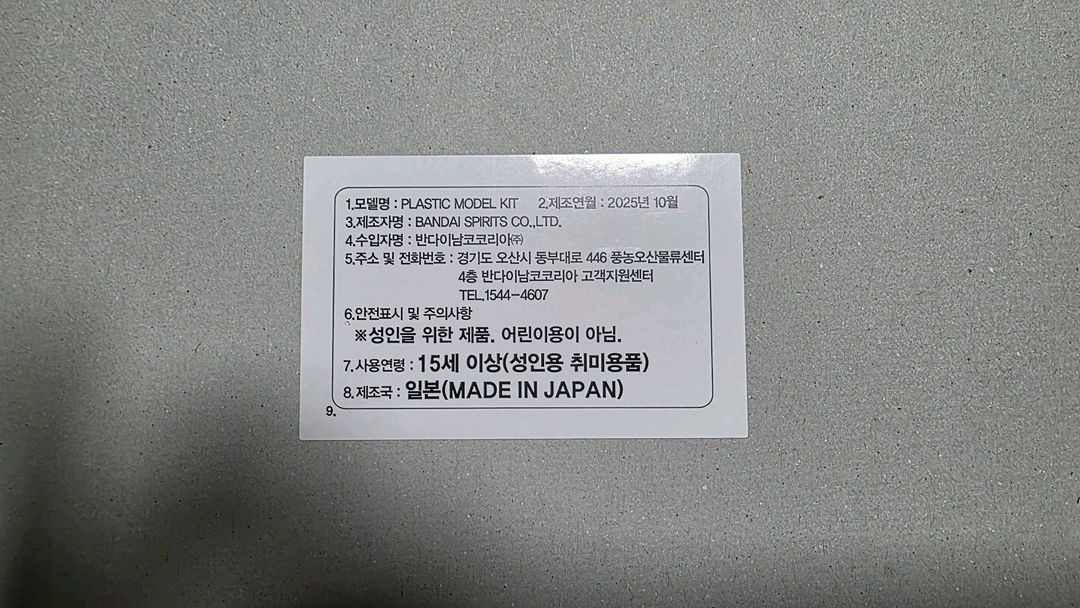 1.모델명 : PLASTIC MODEL KIT 2.제조연월 : 2025년 10월
3.제조자명 : BANDAI SPIRITS CO.,LTD.
4.수입자명 : 반다이남코코리아㈜
5.주소 및 전화번호 : 경기도 오산시 동부대로 446 풍농오산물류센터
4층 반다이남코코리아 고객지원센터
TEL.1544-4607
6.안전표시 및 주의사항
※성인을 위한 제품. 어린이용이 아님.
7.사용연령 : 15세 이상(성인용 취미용품)
8.제조국 : 일본(MADE IN JAPAN)
9.